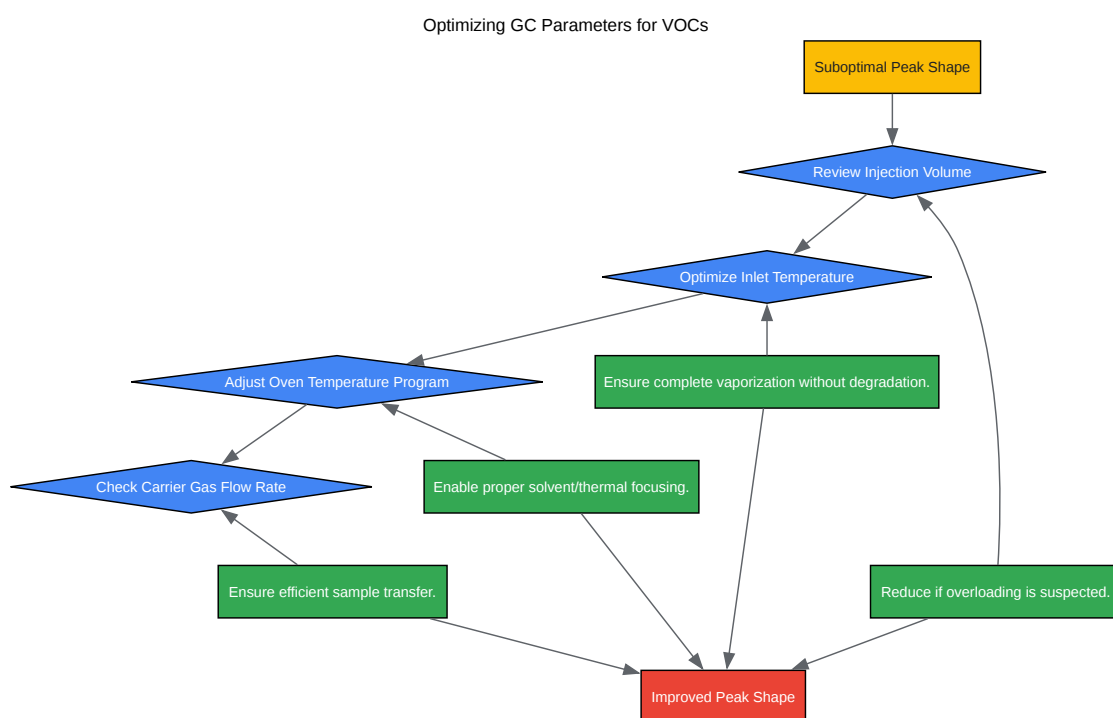 Optimizing GC Parameters for VOCs
Suboptimal Peak Shape
Review Injection Volume
Optimize Inlet Temperature
Adjust Oven Temperature Program
Ensure complete vaporization without degradation.
Check Carrier Gas Flow Rate
Enable proper solvent/thermal focusing.
Ensure efficient sample transfer.
Reduce if overloading is suspected.
Improved Peak Shape